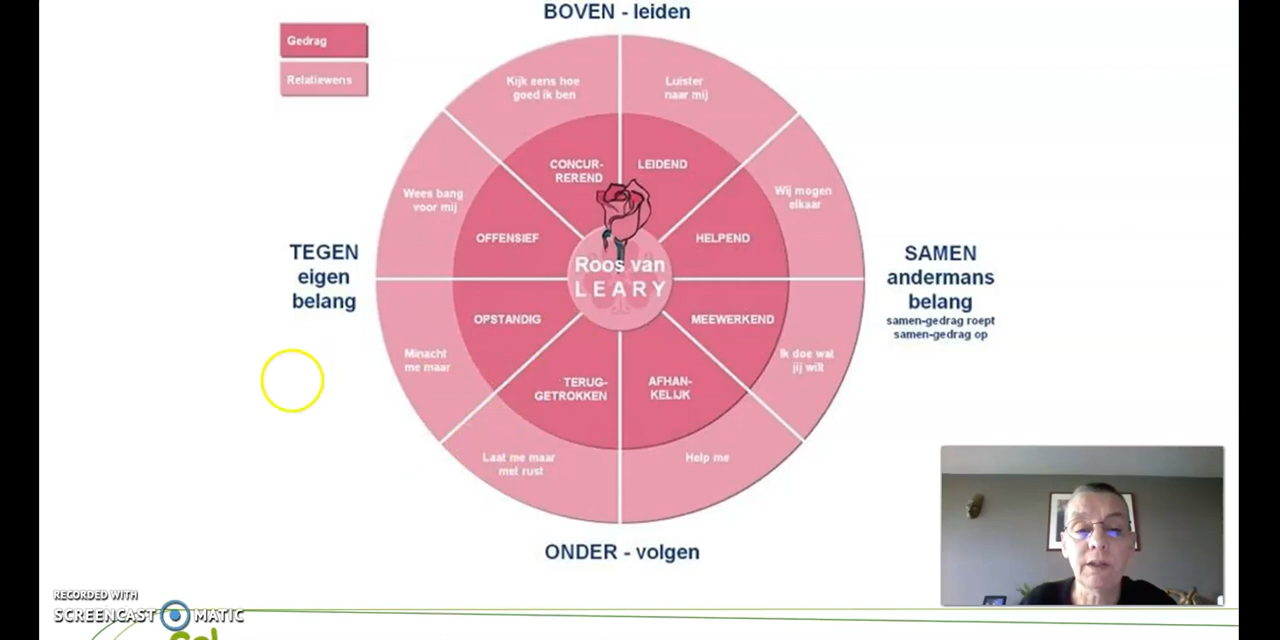 BOVEN - leiden
Gedrag
Relatiewens
Kijk eens hoe
goed ik ben
Luister
naar mij
CONCUR-
REREND
LEIDEND
Wees bang
voor mij
Wij mogen
elkaar
OFFENSIEF
HELPEND
TEGEN
eigen
belang
Roos van
LEARY
SAMEN
andermans
belang
samen-gedrag roept
samen-gedrag op
OPSTANDIG
MEEWERKEND
Minacht
me maar
Ik doe wat
jij wilt
TERUG-
GETROKKEN
AFHAN-
KELIJK
Laat me maar
met rust
Help me
ONDER - volgen
RECORDED WITH
SCREENCAST MATIC